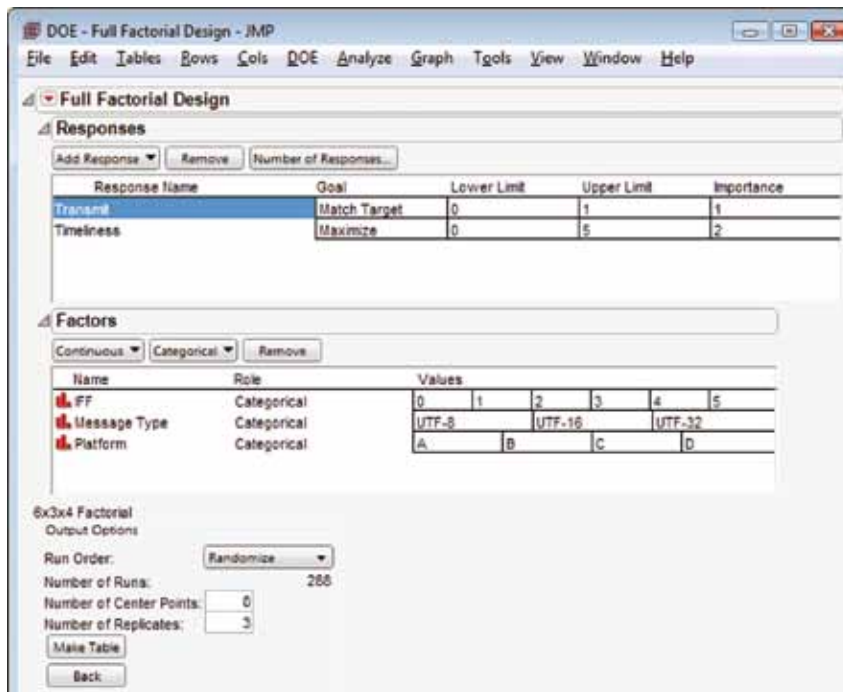 DOE - Full Factorial Design - JMP
File Edit Tables Rows Cols DOE Analyze Graph Tools View Window Help
Full Factorial Design
Responses
Add Response Remove Number of Responses...
Response Name Goal Lower Limit Upper Limit Importance
Transmit Match Target 0 1 1
Timeliness Maximize 0 5 2
Factors
Continuous Categorical Remove
Name Role Values
IFF Categorical 0 1 2 3 4 5
Message Type Categorical UTF-8 UTF-16 UTF-32
Platform Categorical A B C D
6x3x4 Factorial
Output Options
Run Order: Randomize
Number of Runs: 288
Number of Center Points: 0
Number of Replicates: 3
Make Table
Back